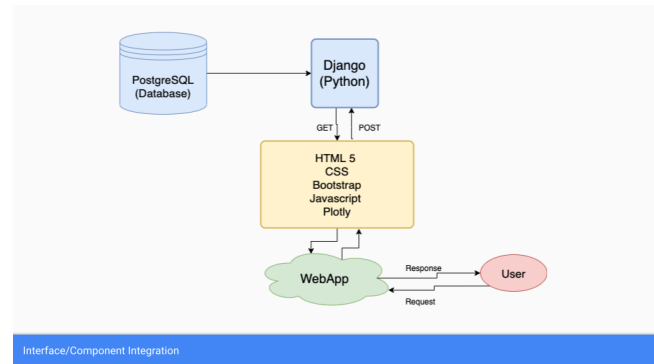 PostgreSQL
(Database)
Django
(Python)
GET
POST
HTML 5
CSS
Bootstrap
Javascript
Plotly
WebApp
Response
User
Request
Interface/Component Integration